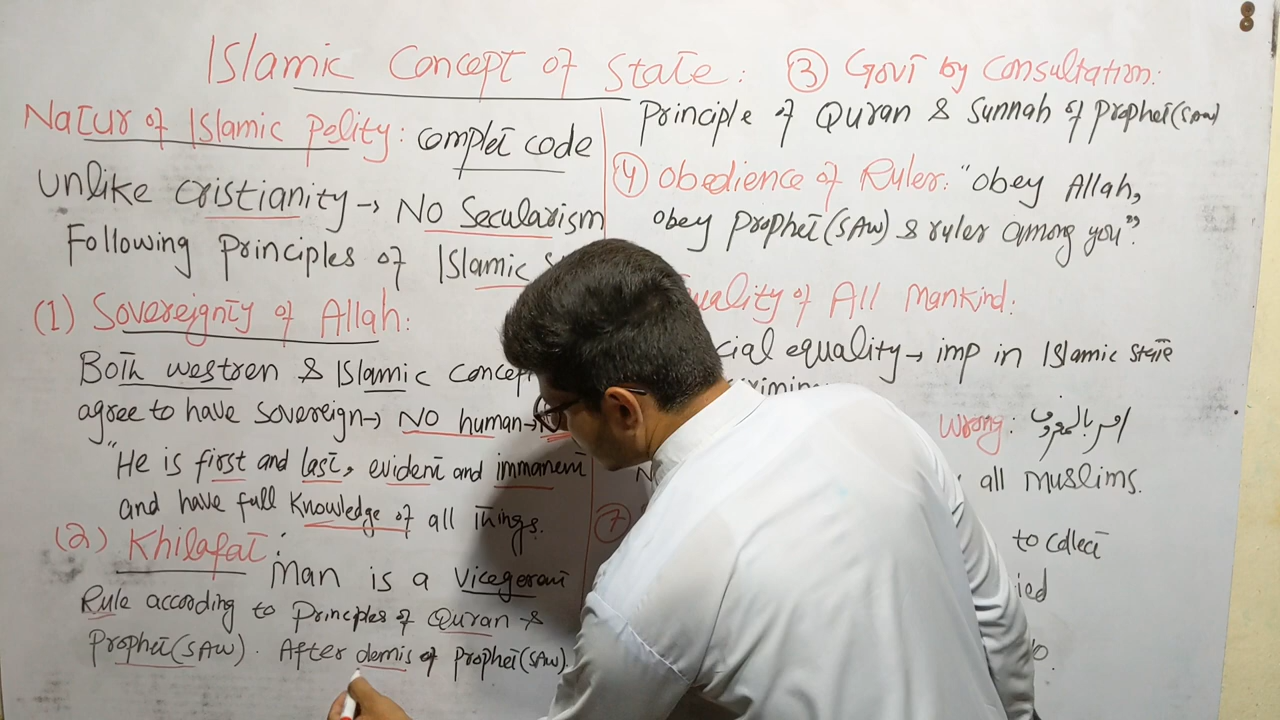 Islamic Concept of State:
Natur of Islamic Pelity: complet code
unlike cristianity → No Secularism
Following principles of Islamic
(1) Sovereignty of Allah:
Both westren & Islamic concept
agree to have sovereign → No human →
"He is first and last, evident and immanent
and have full knowledge of all things.
(2) Khilafat:
Man is a Vicegerant
Rule according to Principles of Quran &
Prophet(SAW). After demis of Prophet(SAW).
③ Govt by Consultation:
Principle of Quran & Sunnah of Prophet(SAW)
④ Obedience of Ruler: "obey Allah,
obey Prophet(SAW) & ruler among you".
quality of All Mankind:
cial equality → imp in Islamic state
Wrong: امر بالمعروف
all Muslims.
⑦
to collect